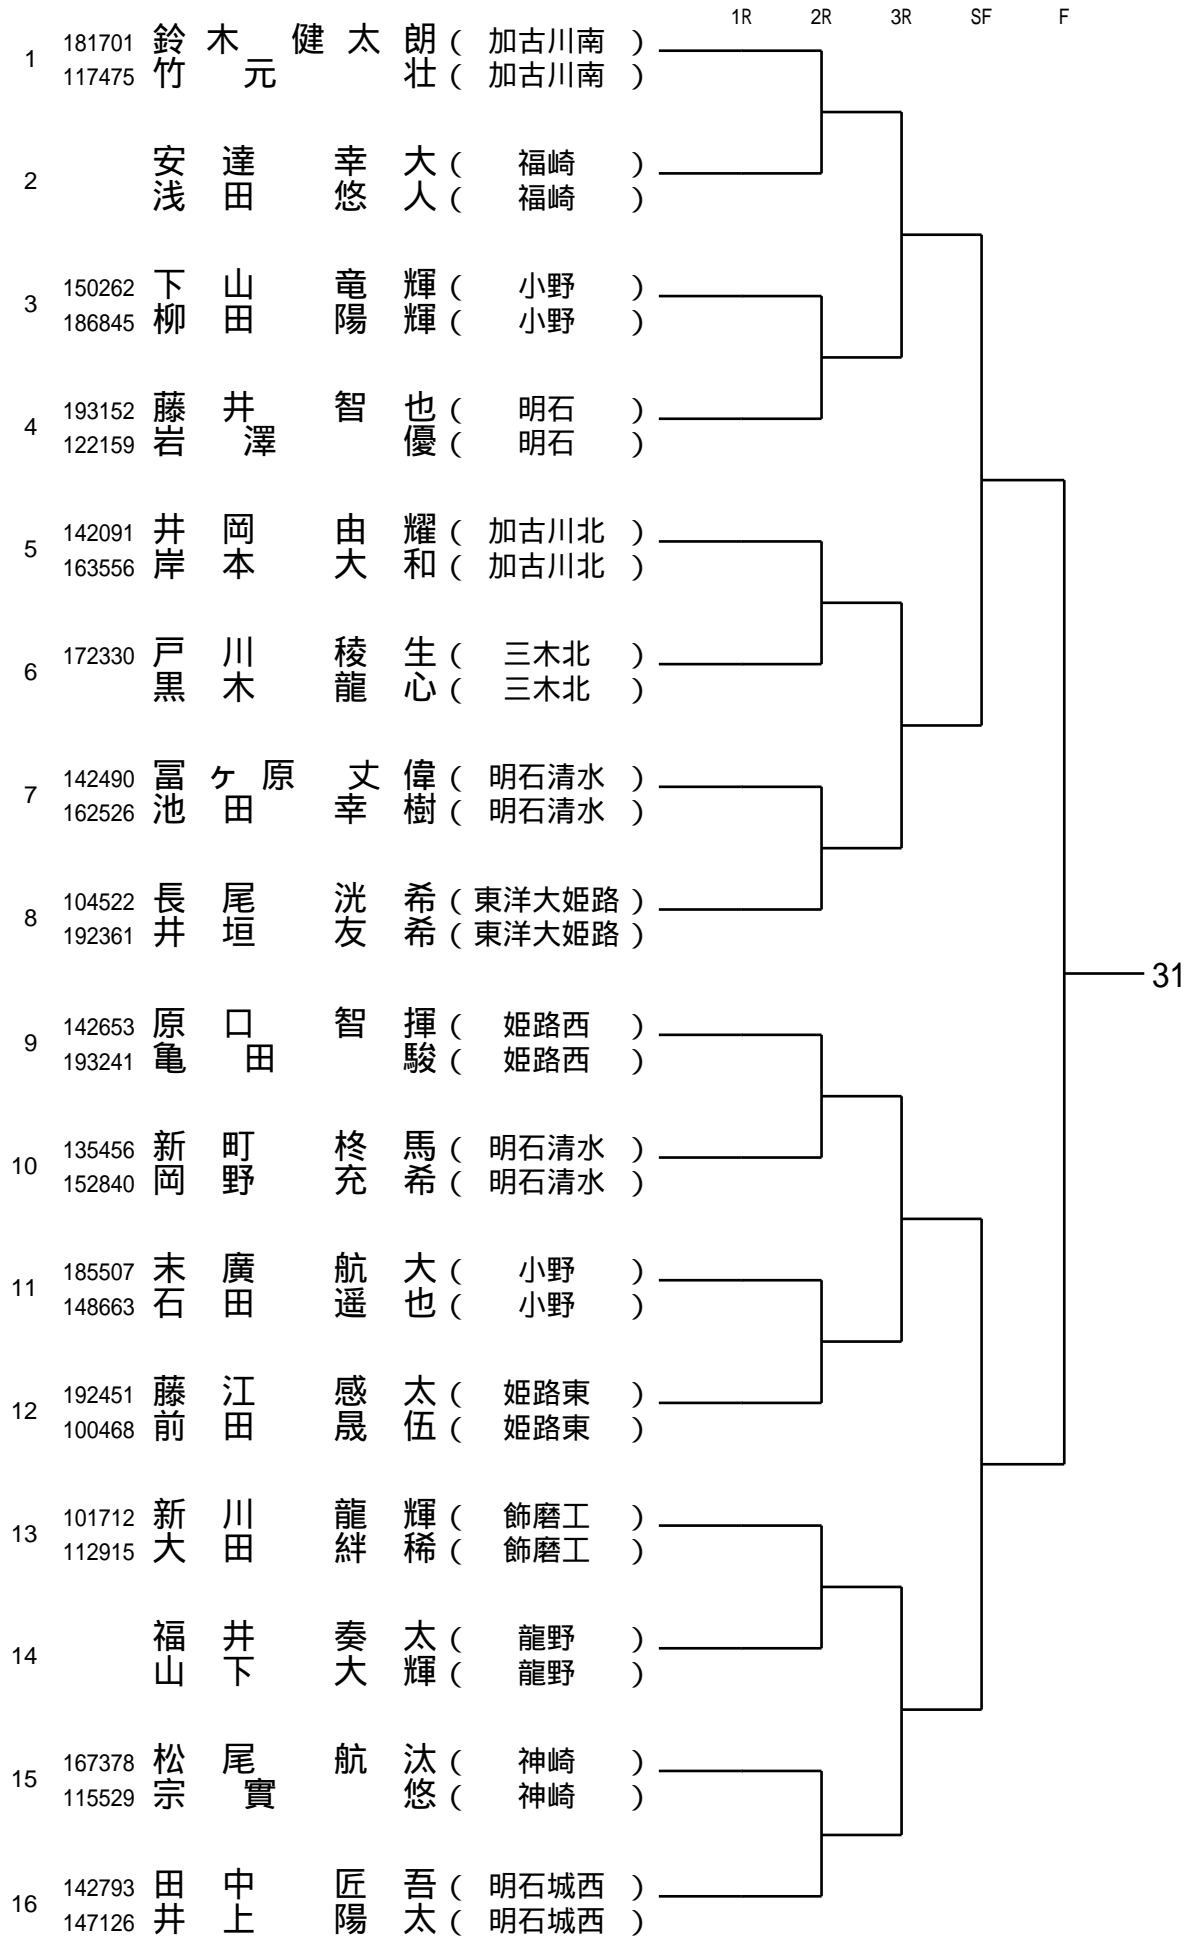 1R 2R 3R SF F
181701 鈴木 健太朗 ( 加古川南 )
1
117475 竹元 壮 ( 加古川南 )
安達 幸大 ( 福崎 )
2
浅田 悠人 ( 福崎 )
150262 下山 竜輝 ( 小野 )
3
186845 柳田 陽輝 ( 小野 )
193152 藤井 智也 ( 明石 )
4
122159 岩澤 優 ( 明石 )
142091 井岡 由耀 ( 加古川北 )
5
163556 岸本 大和 ( 加古川北 )
172330 戸川 稜生 ( 三木北 )
6
黒木 龍心 ( 三木北 )
142490 冨ヶ原 丈偉 ( 明石清水 )
7
162526 池田 幸樹 ( 明石清水 )
104522 長尾 洸希 ( 東洋大姫路 )
8
192361 井垣 友希 ( 東洋大姫路 )
31
142653 原口 智揮 ( 姫路西 )
9
193241 亀田 駿 ( 姫路西 )
135456 新町 柊馬 ( 明石清水 )
10
152840 岡野 充希 ( 明石清水 )
185507 末廣 航大 ( 小野 )
11
148663 石田 遥也 ( 小野 )
192451 藤江 感太 ( 姫路東 )
12
100468 前田 晟伍 ( 姫路東 )
101712 新川 龍輝 ( 飾磨工 )
13
112915 大田 絆稀 ( 飾磨工 )
福井 奏太 ( 龍野 )
14
山下 大輝 ( 龍野 )
167378 松尾 航汰 ( 神崎 )
15
115529 宗實 悠 ( 神崎 )
142793 田中 匠吾 ( 明石城西 )
16
147126 井上 陽太 ( 明石城西 )